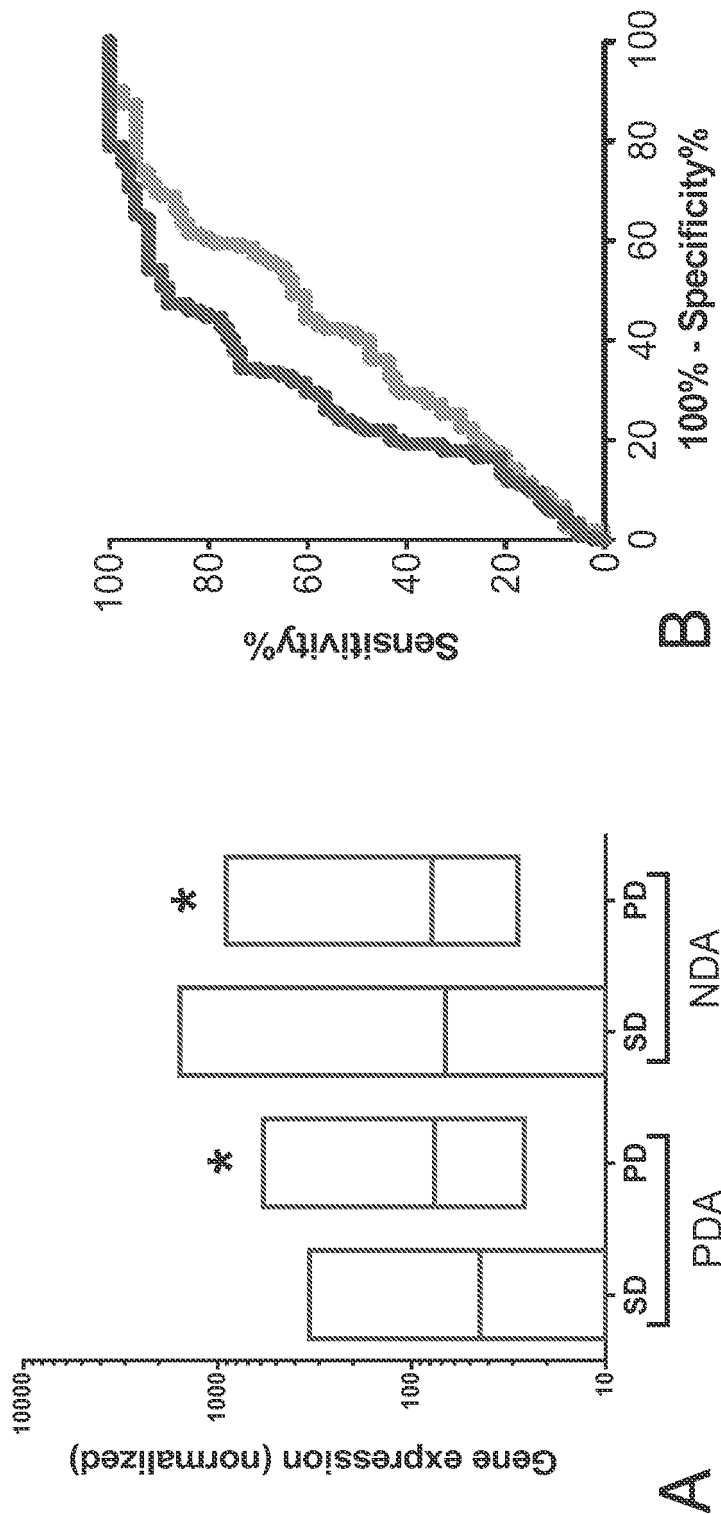 A
Gene expression (normalized)
10000
1000
100
10
*
*
SD
PD
SD
PD
PDA
NDA
B
Sensitivity%
100
80
60
40
20
0
0
20
40
60
80
100
100% - Specificity%